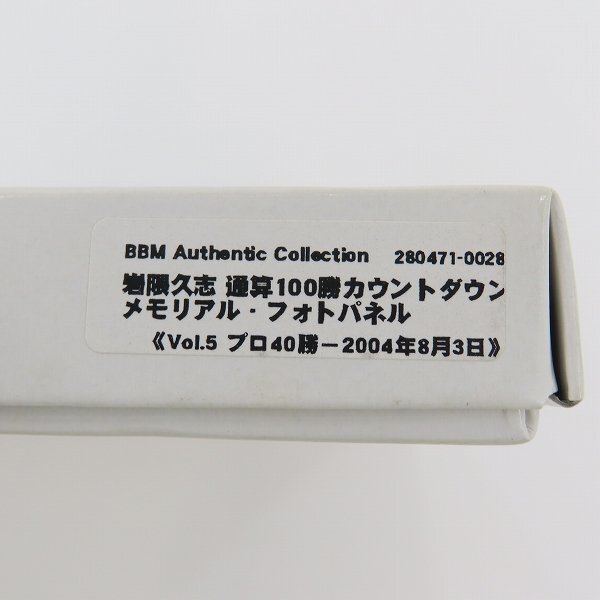 BBM Authentic Collection 280471-0028
岩隈久志 通算100勝カウントダウン
メモリアル・フォトパネル
《Vol.5 プロ40勝－2004年8月3日》